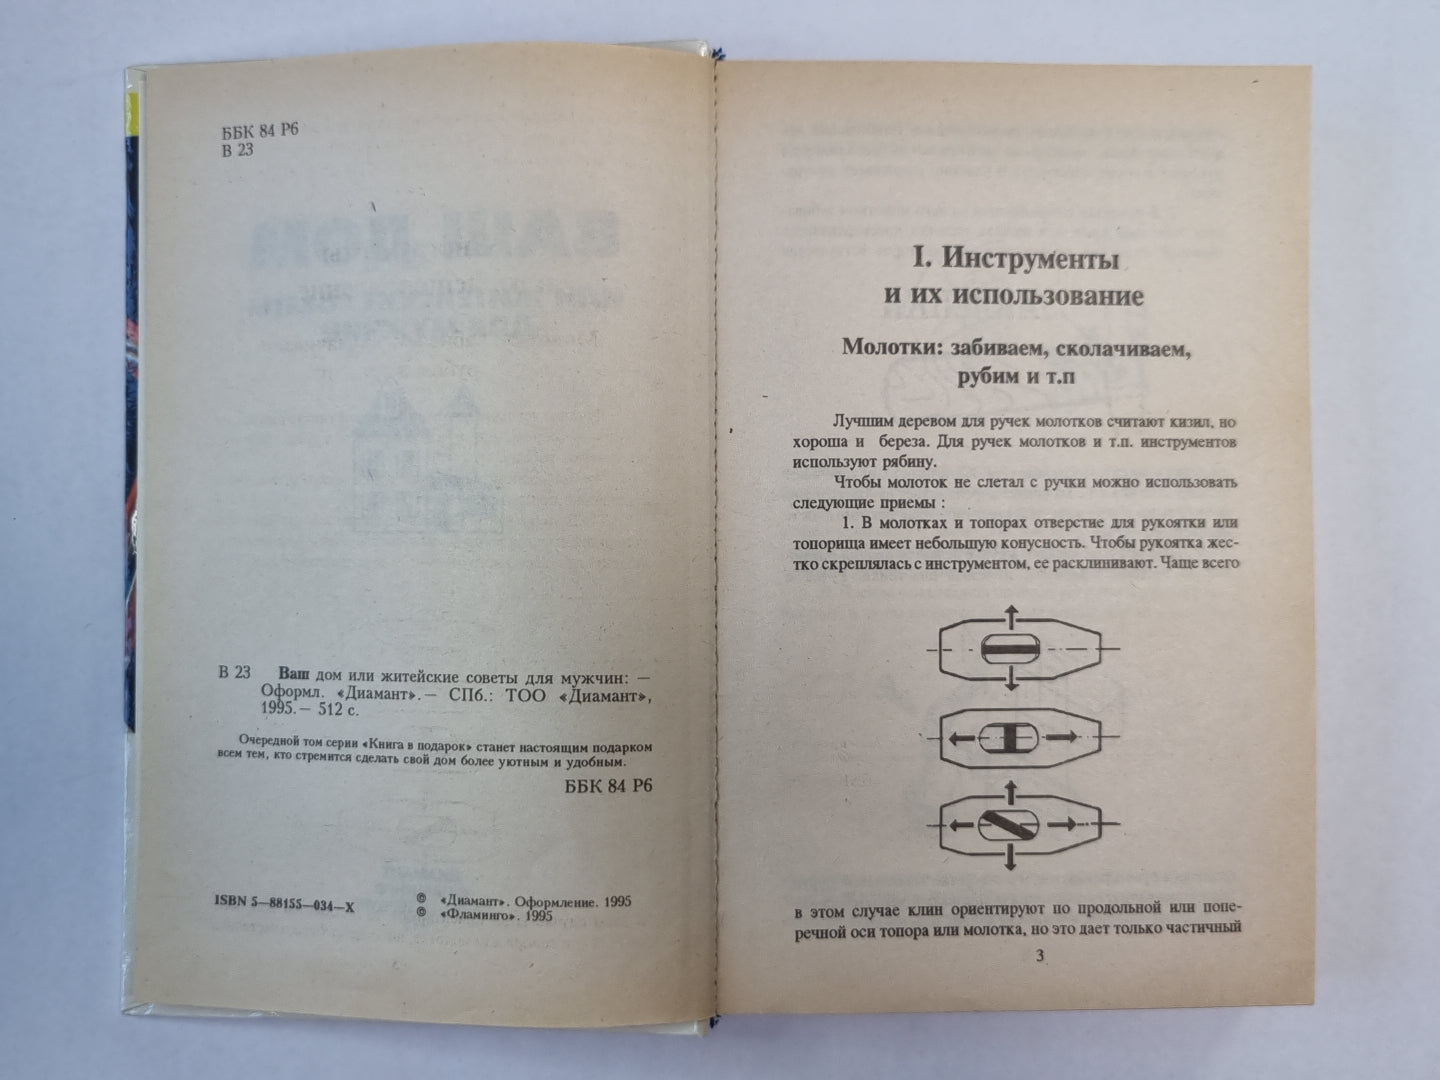 ББК 84 Р6
В 23
В 23 Ваш дом или житейские советы для мужчин: —
Оформл. «Диамант».— СПб.: ТОО «Диамант»,
1995.— 512 с.
Очередной том серии «Книга в подарок» станет настоящим подарком
всем тем, кто стремится сделать свой дом более уютным и удобным.
ББК 84 Р6
ISBN 5—88155—034—X
© «Диамант». Оформление. 1995
© «Фламинго». 1995
I. Инструменты
и их использование
Молотки: забиваем, сколачиваем,
рубим и т.п
Лучшим деревом для ручек молотков считают кизил, но
хороша и береза. Для ручек молотков и т.п. инструментов
используют рябину.
Чтобы молоток не слетал с ручки можно использовать
следующие приемы :
1. В молотках и топорах отверстие для рукоятки или
топорища имеет небольшую конусность. Чтобы рукоятка жес-
тко скреплялась с инструментом, ее расклинивают. Чаще всего
в этом случае клин ориентируют по продольной или попе-
речной оси топора или молотка, но это дает только частичный
3